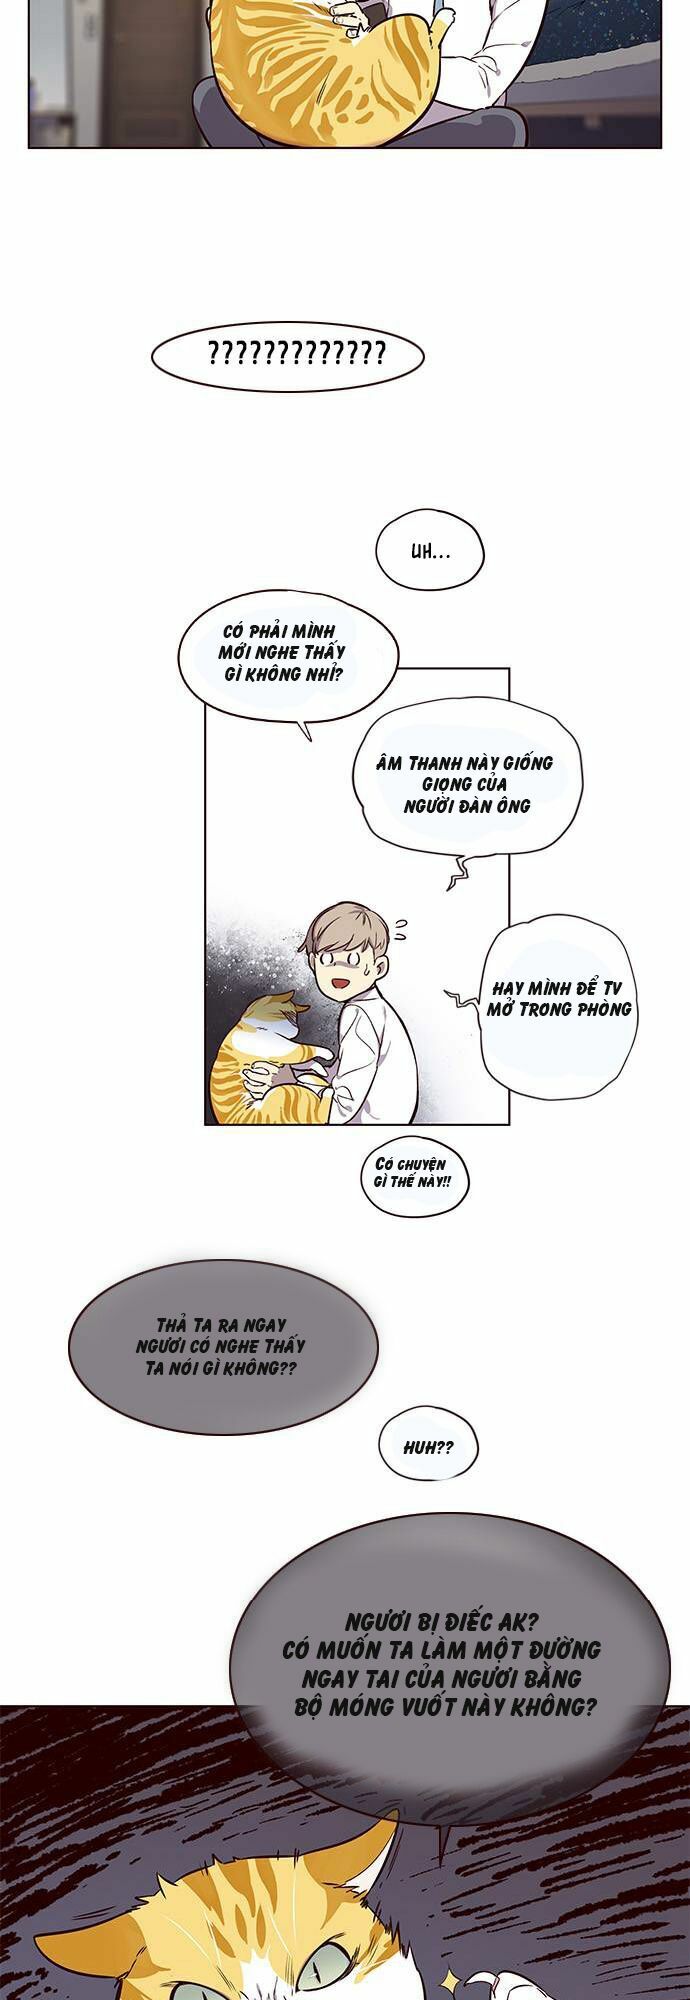 ?????????????
UH...
CÓ PHẢI MÌNH
MỚI NGHE THẤY
GÌ KHÔNG NHỈ?
ÂM THANH NÀY GIỐNG
GIỌNG CỦA
NGƯỜI ĐÀN ÔNG
HAY MÌNH ĐỂ TV
MỞ TRONG PHÒNG
CÓ CHUYỆN
GÌ THẾ NÀY!!
THẢ TA RA NGAY
NGƯƠI CÓ NGHE THẤY
TA NÓI GÌ KHÔNG??
HUH??
NGƯƠI BỊ ĐIẾC AK?
CÓ MUỐN TA LÀM MỘT ĐƯỜNG
NGAY TAI CỦA NGƯƠI BẰNG
BỘ MÓNG VUỐT NÀY KHÔNG?